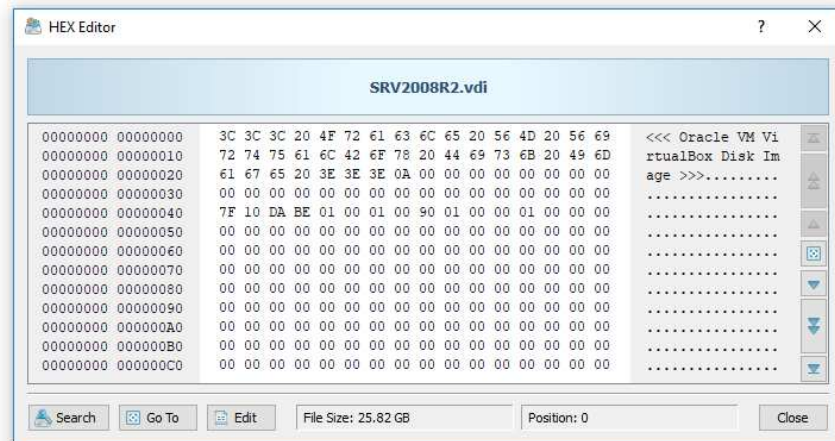 HEX Editor
?
SRV2008R2.vdi
00000000 00000000 3C 3C 3C 20 4F 72 61 63 6C 65 20 56 4D 20 56 69 <<< Oracle VM Vi
00000000 00000010 72 74 75 61 6C 42 6F 78 20 44 69 73 6B 20 49 6D rtualBox Disk Im
00000000 00000020 61 67 65 20 3E 3E 3E 0A 00 00 00 00 00 00 00 00 age >>>.........
00000000 00000030 00 00 00 00 00 00 00 00 00 00 00 00 00 00 00 00 ................
00000000 00000040 7F 10 DA BE 01 00 01 00 90 01 00 00 01 00 00 00 ................
00000000 00000050 00 00 00 00 00 00 00 00 00 00 00 00 00 00 00 00 ................
00000000 00000060 00 00 00 00 00 00 00 00 00 00 00 00 00 00 00 00 ................
00000000 00000070 00 00 00 00 00 00 00 00 00 00 00 00 00 00 00 00 ................
00000000 00000080 00 00 00 00 00 00 00 00 00 00 00 00 00 00 00 00 ................
00000000 00000090 00 00 00 00 00 00 00 00 00 00 00 00 00 00 00 00 ................
00000000 000000A0 00 00 00 00 00 00 00 00 00 00 00 00 00 00 00 00 ................
00000000 000000B0 00 00 00 00 00 00 00 00 00 00 00 00 00 00 00 00 ................
00000000 000000C0 00 00 00 00 00 00 00 00 00 00 00 00 00 00 00 00 ................
Search Go To Edit File Size: 25.82 GB Position: 0 Close